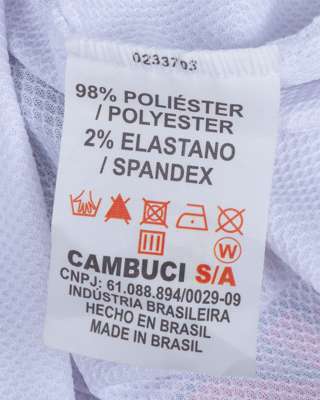 0233703
98% POLIÉSTER
/ POLYESTER
2% ELASTANO
/ SPANDEX
W
CAMBUCI S/A
CNPJ: 61.088.894/0029-09
INDÚSTRIA BRASILEIRA
HECHO EN BRASIL
MADE IN BRASIL